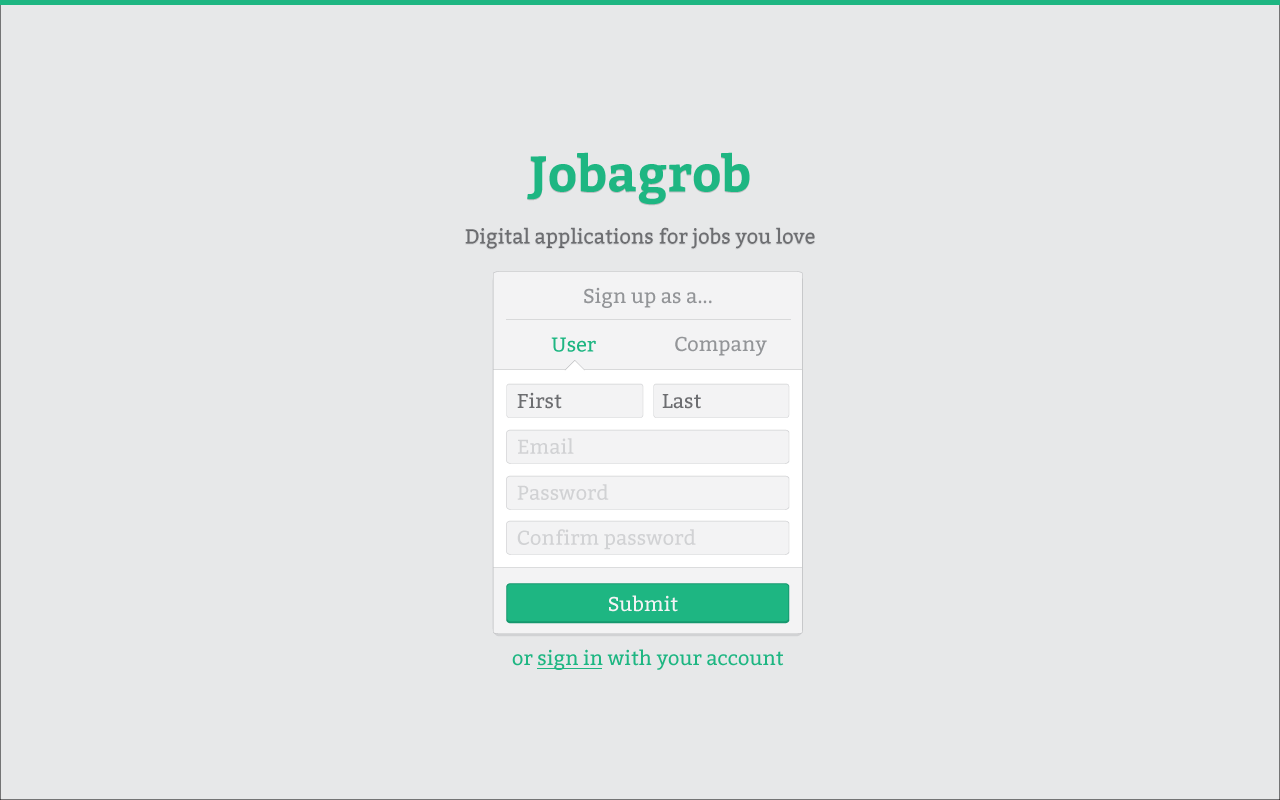 Jobagrob
Digital applications for jobs you love
Sign up as a...
User Company
First Last
Email
Password
Confirm password
Submit
or sign in with your account